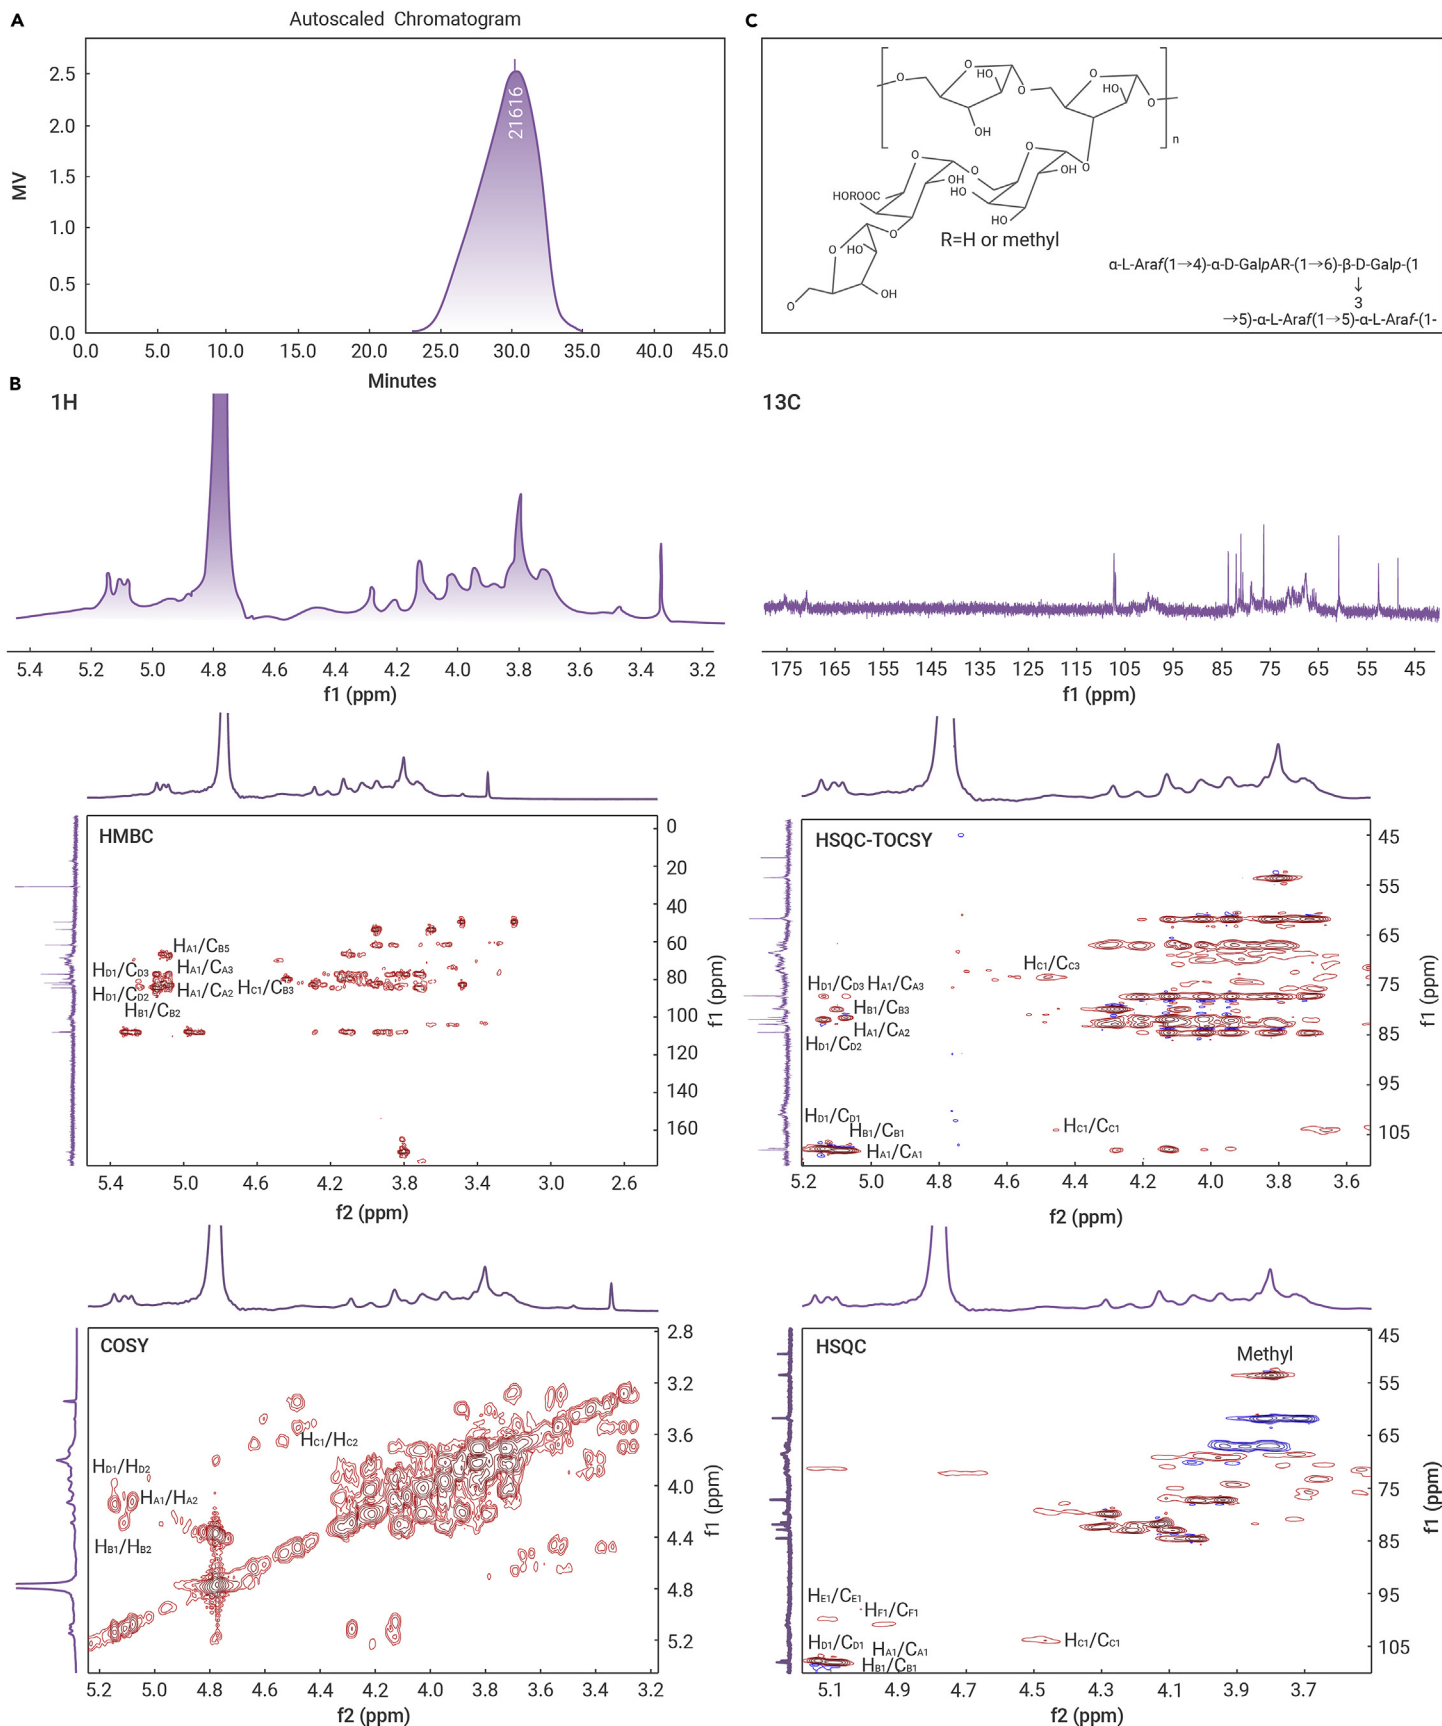 A
Autoscaled Chromatogram
MV
2.5
2.0
1.5
1.0
0.5
0.0
21616
0.0 5.0 15.0 20.0 25.0 30.0 35.0 40.0 45.0
Minutes
C
O O HO O OH O HO O
n
O O O OH HO HO
HOROOC OH O HO OH O
R=H or methyl
α-L-Araf(1→4)-α-D-GalpAR-(1→6)-β-D-Galp-(1
↓
3
→5)-α-L-Araf(1→5)-α-L-Araf-(1-
B
1H
5.4 5.2 5.0 4.8 4.6 4.4 4.2 4.0 3.8 3.6 3.4 3.2
f1 (ppm)
13C
175 165 155 145 135 125 115 105 95 85 75 65 55 45
f1 (ppm)
HMBC
HA1/CB5
HD1/CD3 HA1/CA3
HD1/CD2 HA1/CA2 HC1/CB3
HB1/CB2
0
20
40
60
80
100
120
140
160
f1 (ppm)
5.4 5.0 4.6 4.2 3.8 3.4 3.0 2.6
f2 (ppm)
HSQC-TOCSY
HC1/CC3
HD1/CD3 HA1/CA3
HB1/CB3
HA1/CA2
HD1/CD2
HD1/CD1
HB1/CB1
HA1/CA1
HC1/CC1
45
55
65
75
85
95
105
f1 (ppm)
5.2 5.0 4.8 4.6 4.4 4.2 4.0 3.8 3.6
f2 (ppm)
COSY
HC1/HC2
HD1/HD2
HA1/HA2
HB1/HB2
2.8
3.2
3.6
4.0
4.4
4.8
5.2
f1 (ppm)
5.2 5.0 4.8 4.6 4.4 4.2 4.0 3.8 3.6 3.4 3.2
f2 (ppm)
HSQC
Methyl
HE1/CE1
HF1/CF1
HD1/CD1 HA1/CA1
HB1/CB1
HC1/CC1
45
55
65
75
85
95
105
f1 (ppm)
5.1 4.9 4.7 4.5 4.3 4.1 3.9 3.7
f2 (ppm)